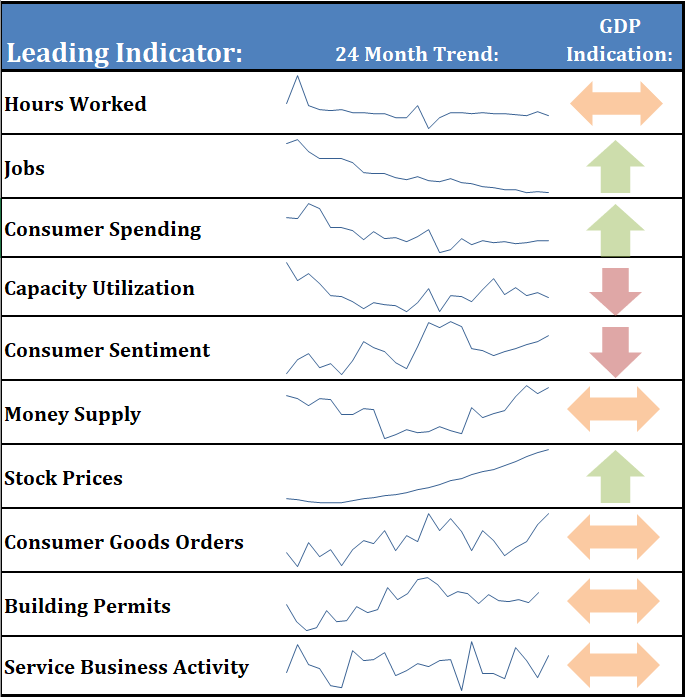 Leading Indicator: 24 Month Trend: GDP Indication:
Hours Worked
Jobs
Consumer Spending
Capacity Utilization
Consumer Sentiment
Money Supply
Stock Prices
Consumer Goods Orders
Building Permits
Service Business Activity